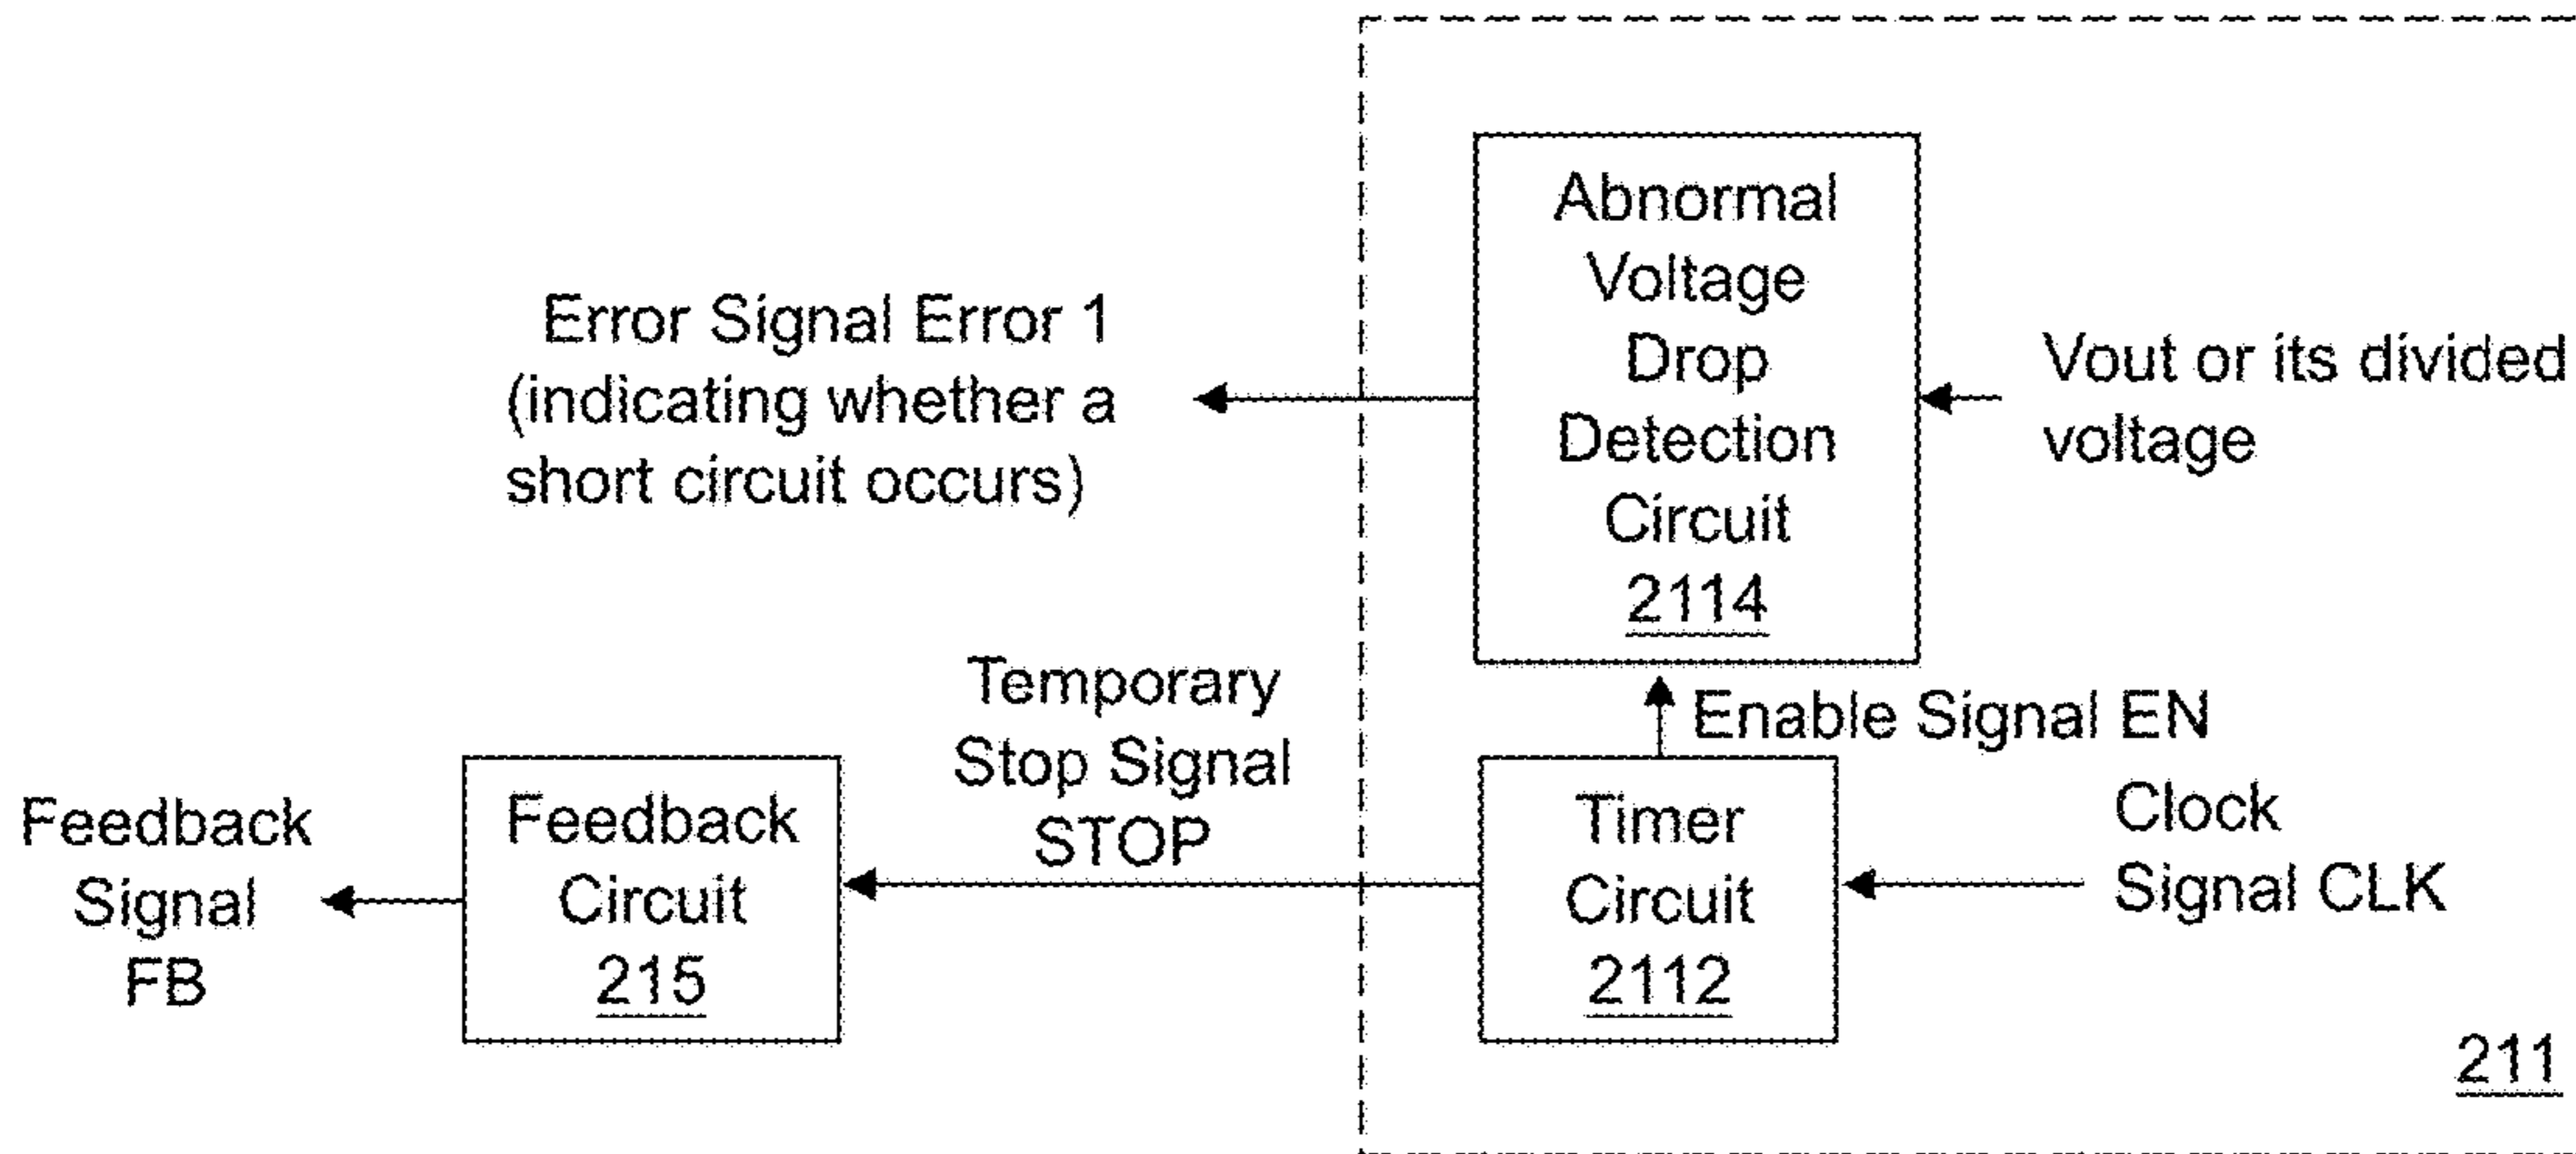 Abnormal
Voltage
Drop
Detection
Circuit
2114
Error Signal Error 1
(indicating whether a
short circuit occurs)
Vout or its divided
voltage
Temporary
Stop Signal
STOP
Enable Signal EN
Feedback
Signal
FB
Feedback
Circuit
215
Timer
Circuit
2112
Clock
Signal CLK
211